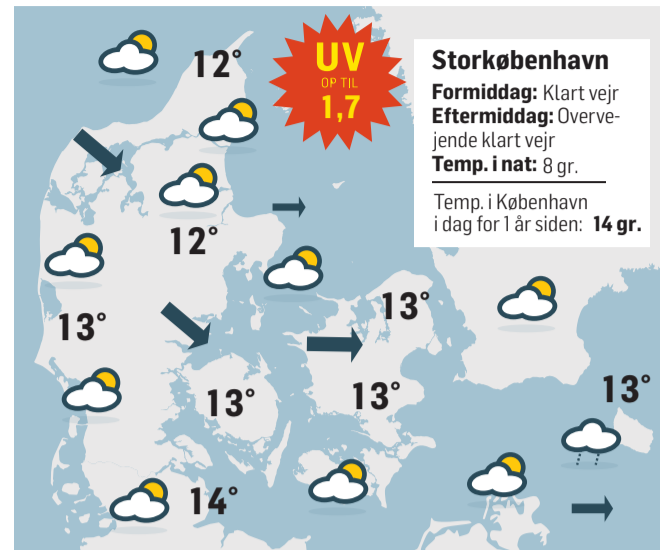 12°
UV
OP TIL
1,7
Storkøbenhavn
Formiddag: Klart vejr
Eftermiddag: Overve-
jende klart vejr
Temp. i nat: 8 gr.
Temp. i København
i dag for 1 år siden: 14 gr.
12°
13°
13°
13°
13°
13°
14°